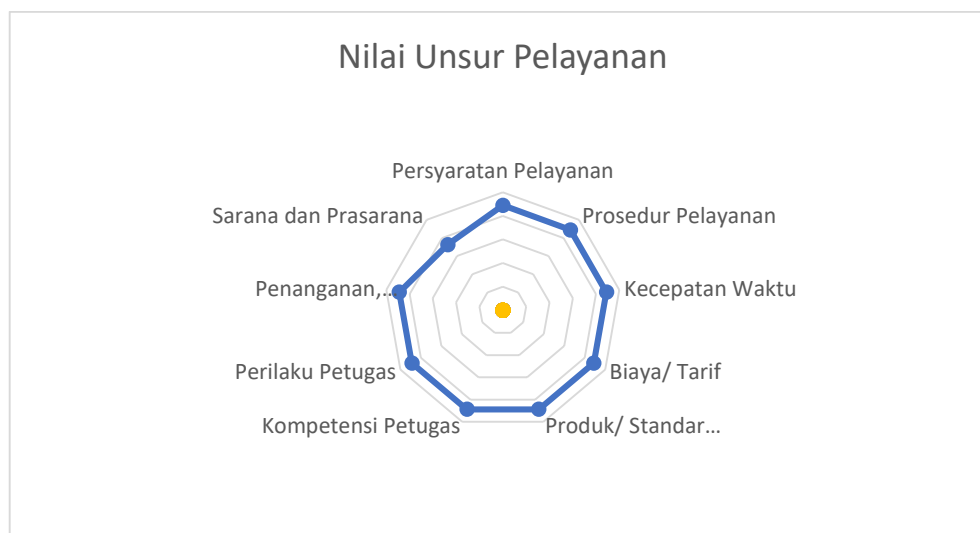 Nilai Unsur Pelayanan
Persyaratan Pelayanan
Prosedur Pelayanan
Kecepatan Waktu
Biaya/ Tarif
Produk/ Standar...
Kompetensi Petugas
Perilaku Petugas
Penanganan,...
Sarana dan Prasarana